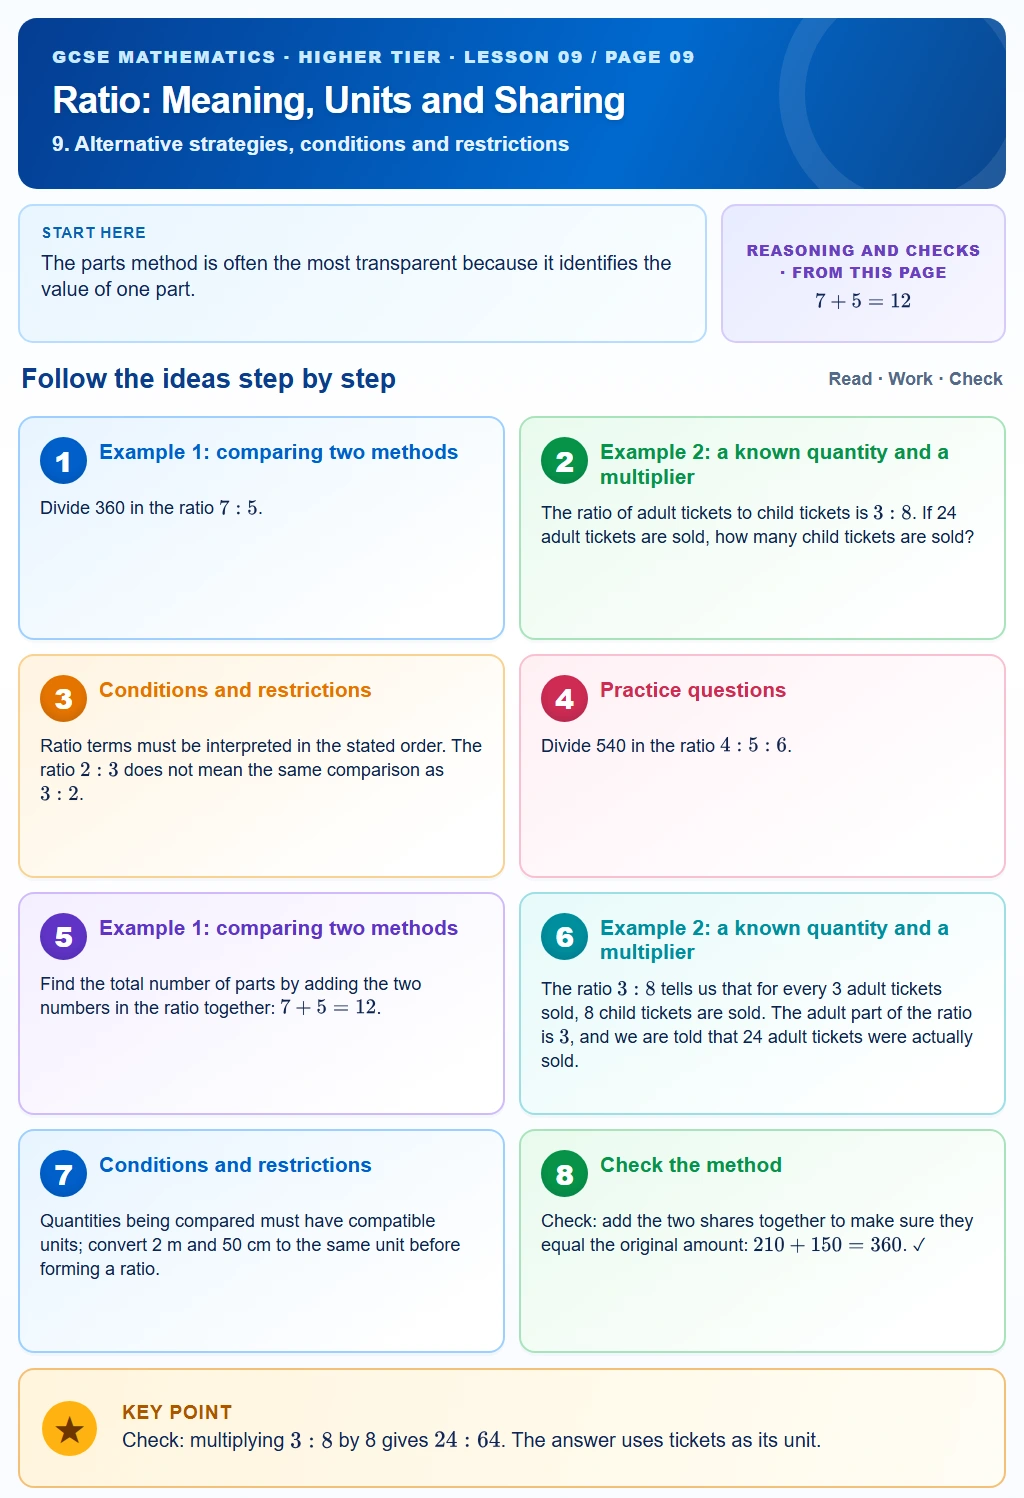 GCSE MATHEMATICS · HIGHER TIER · LESSON 09 / PAGE 09
Ratio: Meaning, Units and Sharing
9. Alternative strategies, conditions and restrictions
START HERE
The parts method is often the most transparent because it identifies the
value of one part.
REASONING AND CHECKS
· FROM THIS PAGE
7 + 5 = 12
Follow the ideas step by step
Read · Work · Check
1
Example 1: comparing two methods
Divide 360 in the ratio 7 : 5.
2
Example 2: a known quantity and a
multiplier
The ratio of adult tickets to child tickets is 3 : 8. If 24
adult tickets are sold, how many child tickets are sold?
3
Conditions and restrictions
Ratio terms must be interpreted in the stated order. The
ratio 2 : 3 does not mean the same comparison as
3 : 2.
4
Practice questions
Divide 540 in the ratio 4 : 5 : 6.
5
Example 1: comparing two methods
Find the total number of parts by adding the two
numbers in the ratio together: 7 + 5 = 12.
6
Example 2: a known quantity and a
multiplier
The ratio 3 : 8 tells us that for every 3 adult tickets
sold, 8 child tickets are sold. The adult part of the ratio
is 3, and we are told that 24 adult tickets were actually
sold.
7
Conditions and restrictions
Quantities being compared must have compatible
units; convert 2 m and 50 cm to the same unit before
forming a ratio.
8
Check the method
Check: add the two shares together to make sure they
equal the original amount: 210 + 150 = 360. ✓
KEY POINT
Check: multiplying 3 : 8 by 8 gives 24 : 64. The answer uses tickets as its unit.